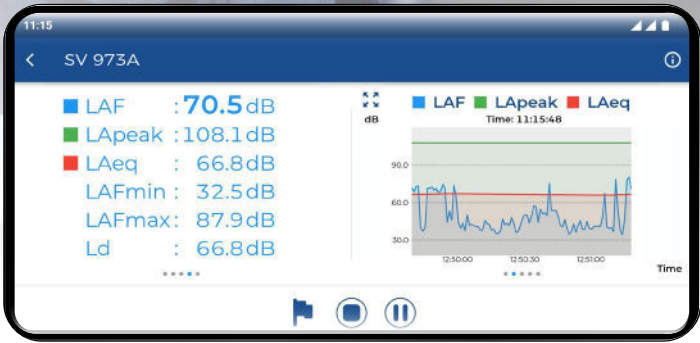 11:15
SV 973A
LAF : 70.5 dB
LApeak : 108.1 dB
LAeq : 66.8 dB
LAFmin : 32.5 dB
LAFmax : 87.9 dB
Ld : 66.8 dB
dB
LAF LApeak LAeq
Time: 11:15:48
90.0
60.0
30.0
12:50:00 12:50:30 12:51:00
Time